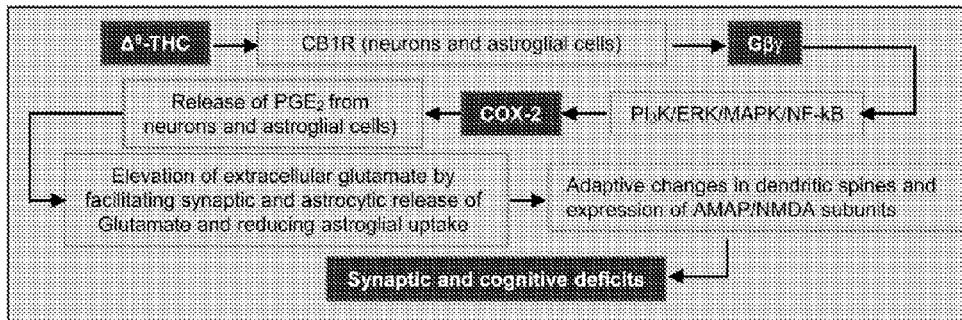 Δ⁹-THC
CB1R (neurons and astroglial cells)
Gβγ
PI₃K/ERK/MAPK/NF-kB
COX-2
Release of PGE₂ from
neurons and astroglial cells)
Elevation of extracellular glutamate by
facilitating synaptic and astrocytic release of
Glutamate and reducing astroglial uptake
Adaptive changes in dendritic spines and
expression of AMAP/NMDA subunits
Synaptic and cognitive deficits